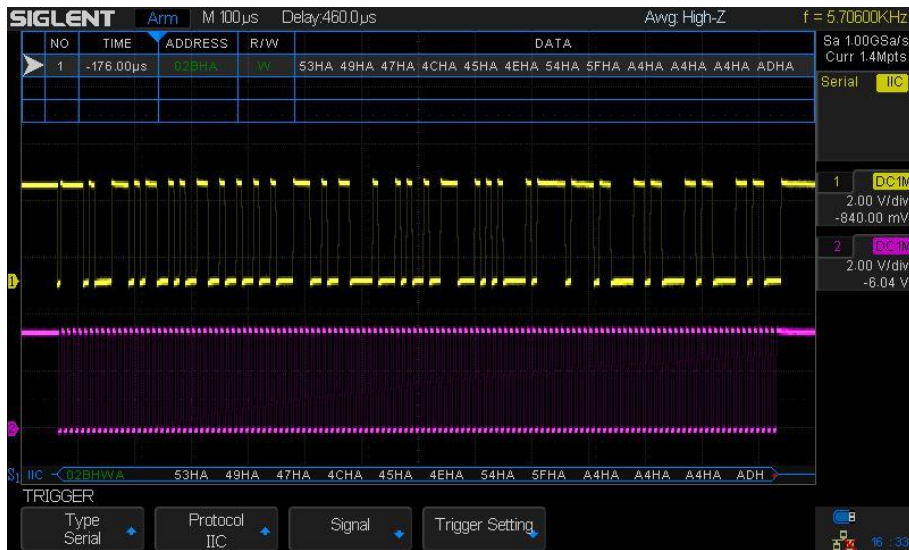 SIGLENT Arm M 100µs Delay:460.0µs Awg: High-Z f = 5.70600KHz
Sa 1.00GSa/s
Curr 1.4Mpts
NO TIME ADDRESS R/W DATA
1 -176.00µs 02BHA W 53HA 49HA 47HA 4CHA 45HA 4EHA 54HA 5FHA A4HA A4HA A4HA ADHA
Serial IIC
1 DC1M
2.00 V/div
-840.00 mV
2 DC1M
2.00 V/div
-6.04 V
1
2
S1 IIC 02BHWA 53HA 49HA 47HA 4CHA 45HA 4EHA 54HA 5FHA A4HA A4HA A4HA ADH
TRIGGER
Type
Serial
Protocol
IIC
Signal
Trigger Setting
16 : 33